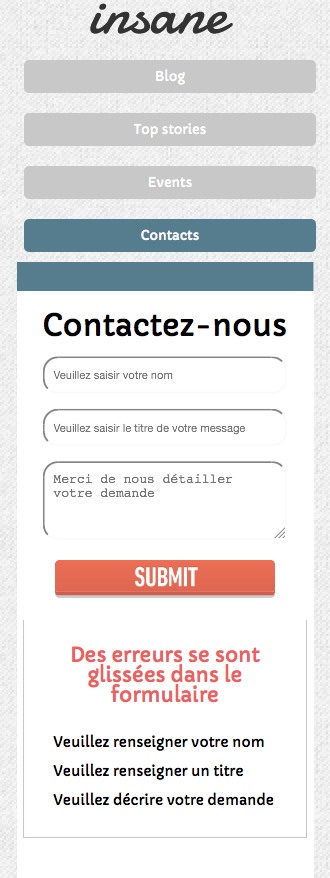 insane
Blog
Top stories
Events
Contacts
Contactez-nous
Veuillez saisir votre nom
Veuillez saisir le titre de votre message
Merci de nous détailler
votre demande
SUBMIT
Des erreurs se sont
glissées dans le
formulaire
Veuillez renseigner votre nom
Veuillez renseigner un titre
Veuillez décrire votre demande